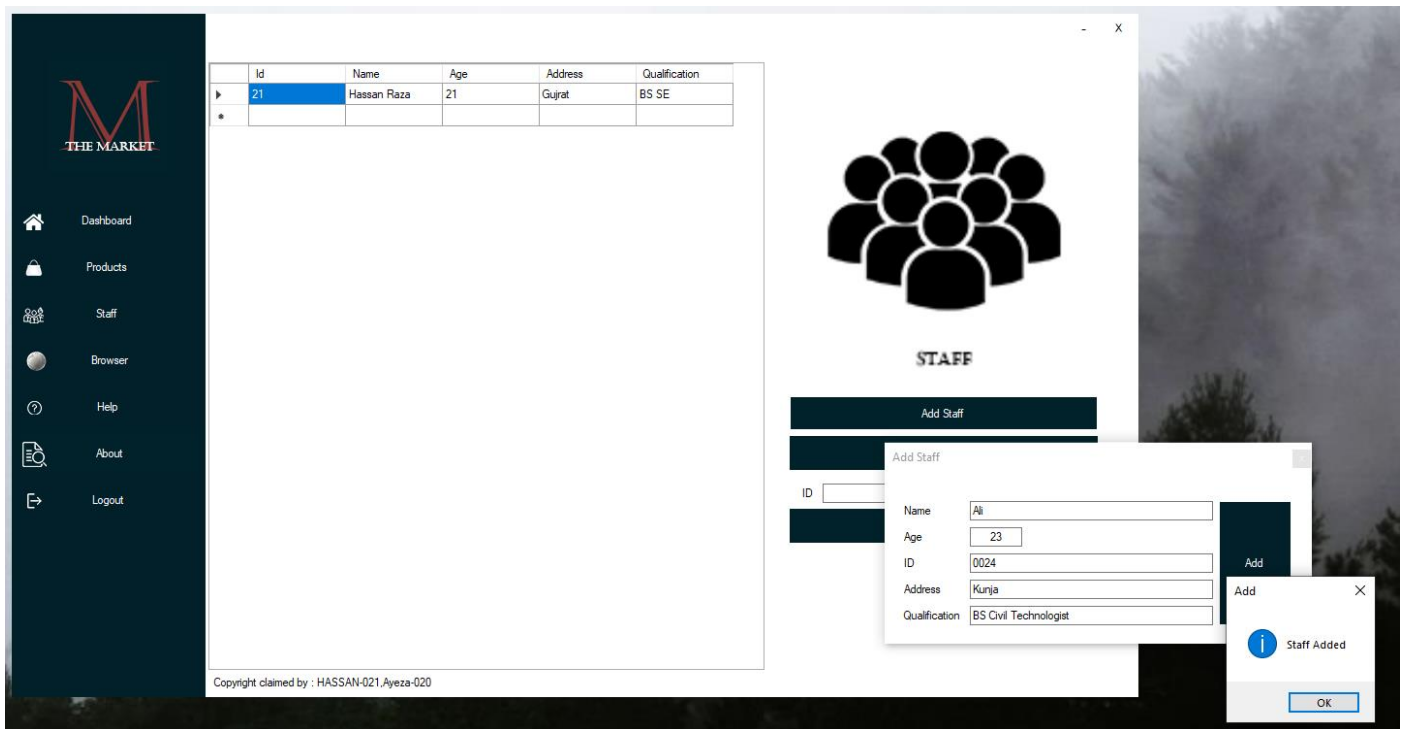 - X
THE MARKET
Dashboard
Products
Staff
Browser
Help
About
Logout
Id Name Age Address Qualification
21 Hassan Raza 21 Gujrat BS SE
Copyright claimed by : HASSAN-021,Ayeza-020
STAFF
Add Staff
ID
Add Staff
Name Ali
Age 23
ID 0024
Address Kunja
Qualification BS Civil Technologist
Add
Add
Staff Added
OK